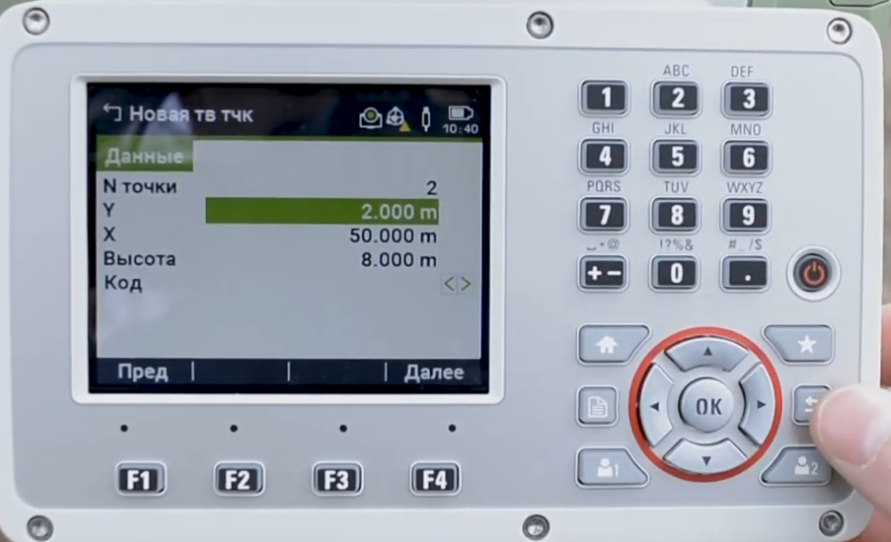 Новая тв тчк
10:40
Данные
N точки 2
Y 2.000 m
X 50.000 m
Высота 8.000 m
Код <>
Пред | | | Далее
F1 F2 F3 F4
ABC DEF
1 2 3
GHI JKL MNO
4 5 6
PQRS TUV WXYZ
7 8 9
!?%& #_/$
+- 0 .
OK
1 2